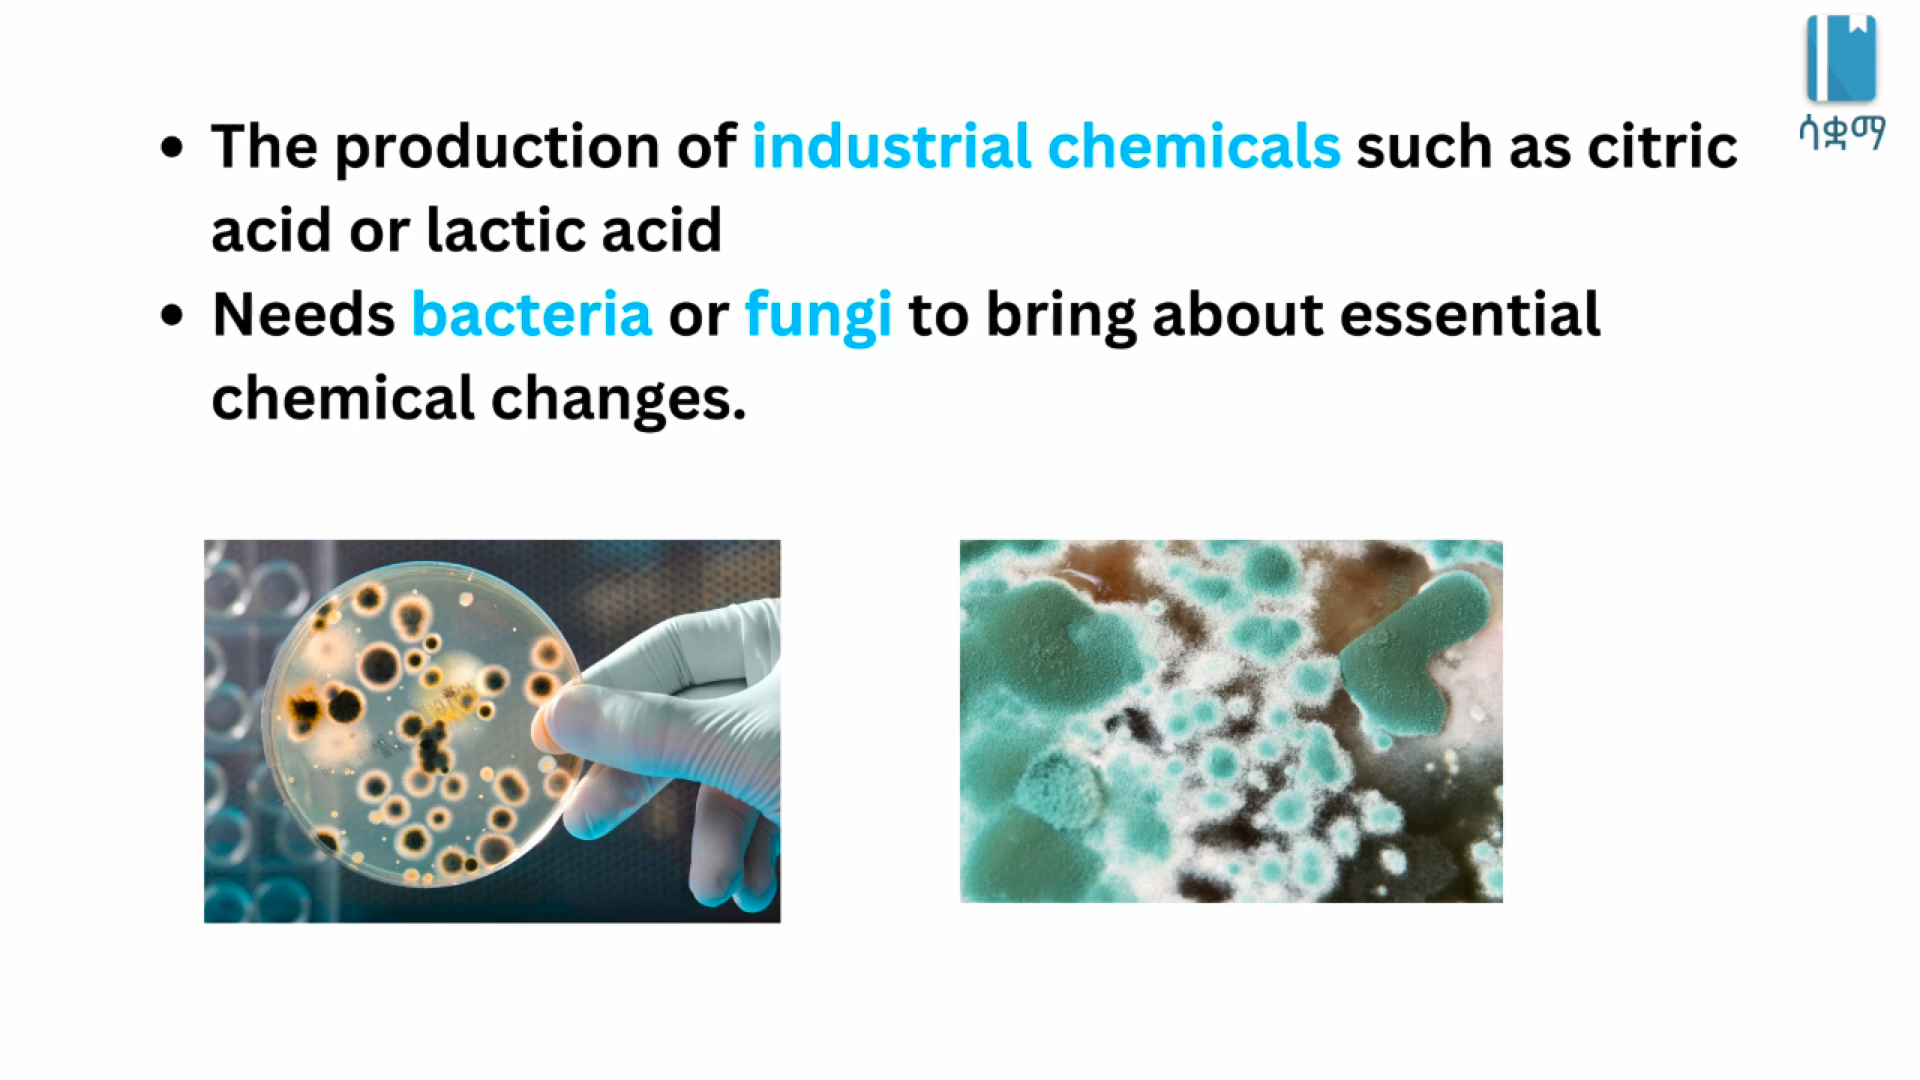 • The production of industrial chemicals such as citric
acid or lactic acid
• Needs bacteria or fungi to bring about essential
chemical changes.
ሳቋማ